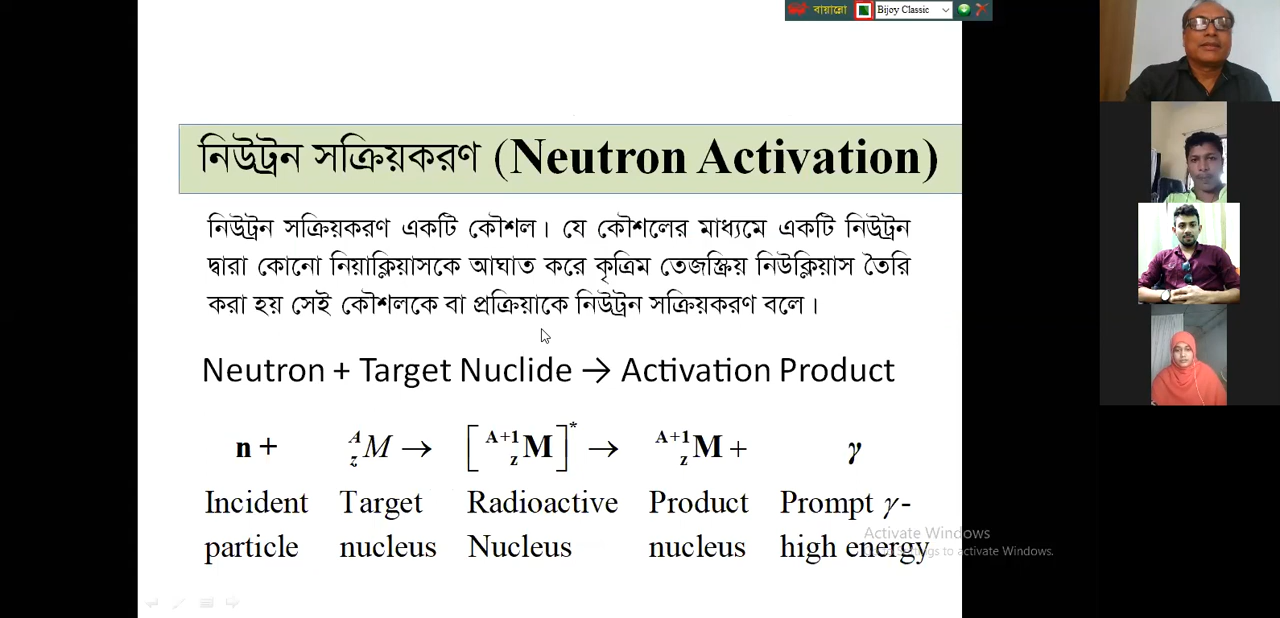 বায়ান্নো Bijoy Classic
নিউট্রন সক্রিয়করণ (Neutron Activation)
নিউট্রন সক্রিয়করণ একটি কৌশল। যে কৌশলের মাধ্যমে একটি নিউট্রন
দ্বারা কোনো নিয়াক্লিয়াসকে আঘাত করে কৃত্রিম তেজস্ক্রিয় নিউক্লিয়াস তৈরি
করা হয় সেই কৌশলকে বা প্রক্রিয়াকে নিউট্রন সক্রিয়করণ বলে।
Neutron + Target Nuclide → Activation Product
n + ᴬzM → [ᴬ⁺¹zM]* → ᴬ⁺¹zM + γ
Incident Target Radioactive Product Prompt γ-
particle nucleus Nucleus nucleus high energy
Activate Windows
to activate Windows.